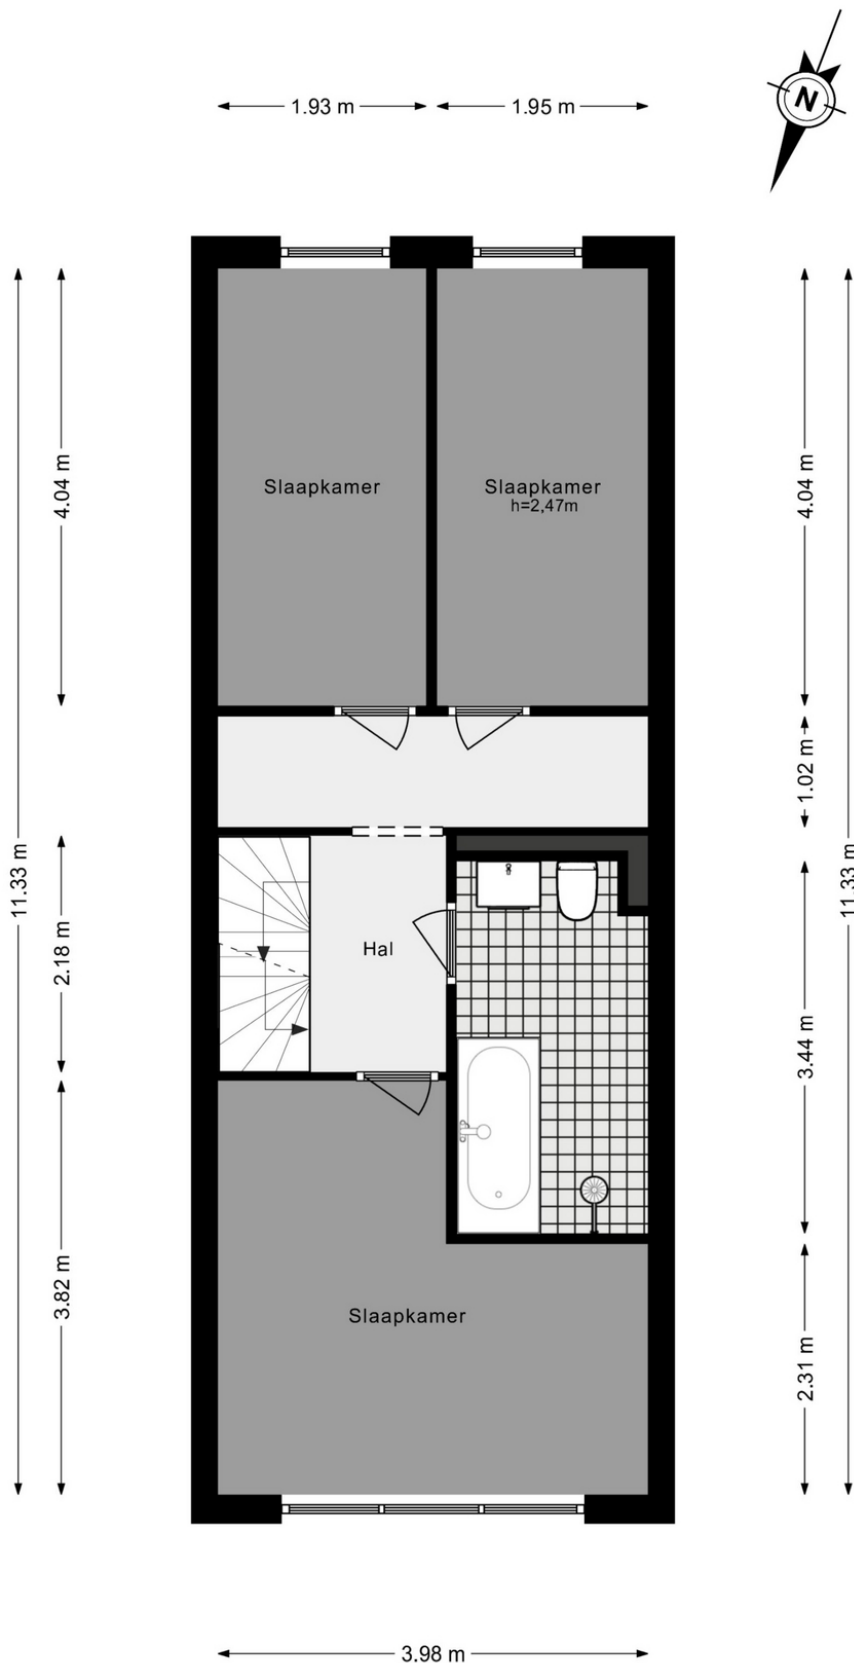 N
1.93 m
1.95 m
4.04 m
4.04 m
Slaapkamer
Slaapkamer
h=2,47m
1.02 m
11.33 m
11.33 m
2.18 m
Hal
3.44 m
3.82 m
Slaapkamer
2.31 m
3.98 m